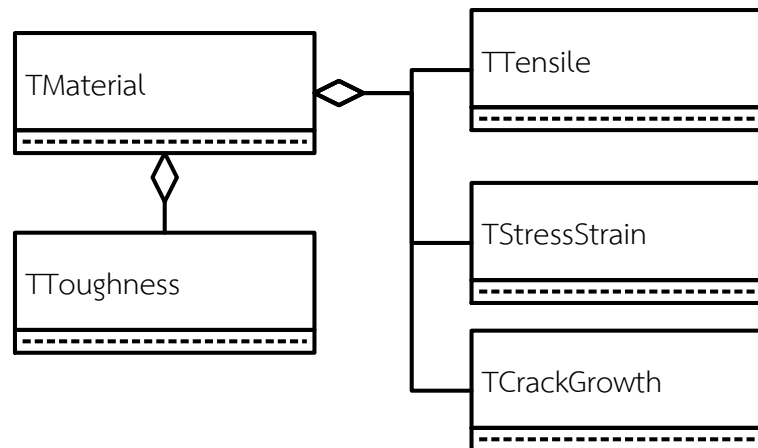 TMaterial
TTensile
TStressStrain
TToughness
TCrackGrowth